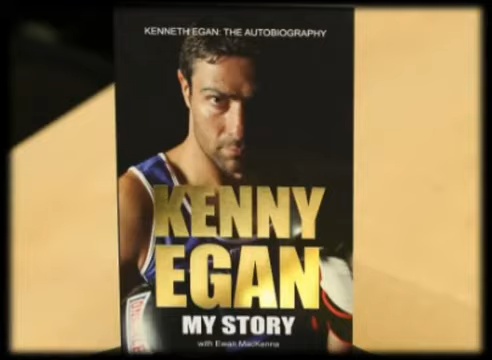 KENNETH EGAN: THE AUTOBIOGRAPHY
KENNY
EGAN
MY STORY
with Ewan MacKenna